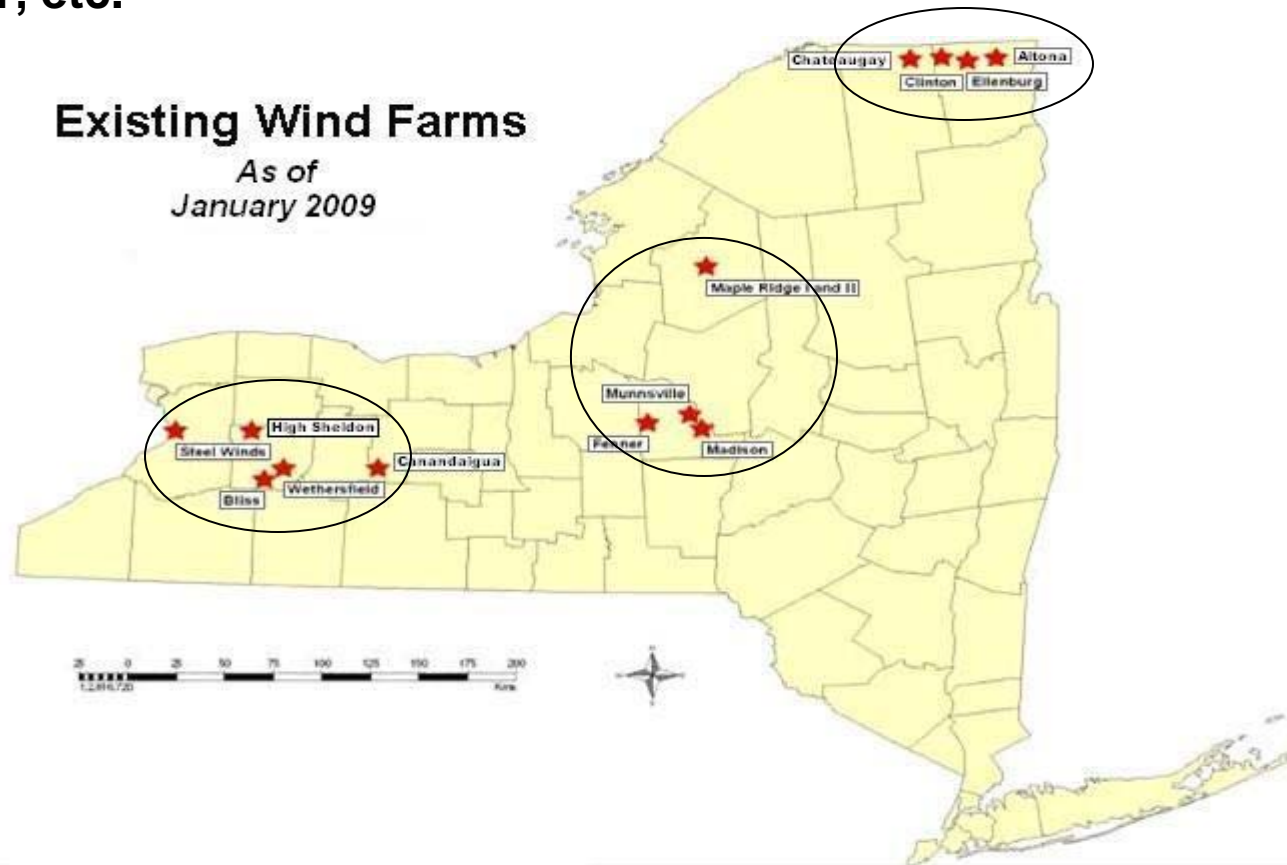 etc.
Existing Wind Farms
As of
January 2009
Chateaugay
Altona
Clinton
Ellenburg
Maple Ridge I and II
Munnsville
Fenner
Madison
High Sheldon
Steel Winds
Canandaigua
Wethersfield
Bliss
25 0 25 50 75 100 125 150 175 200